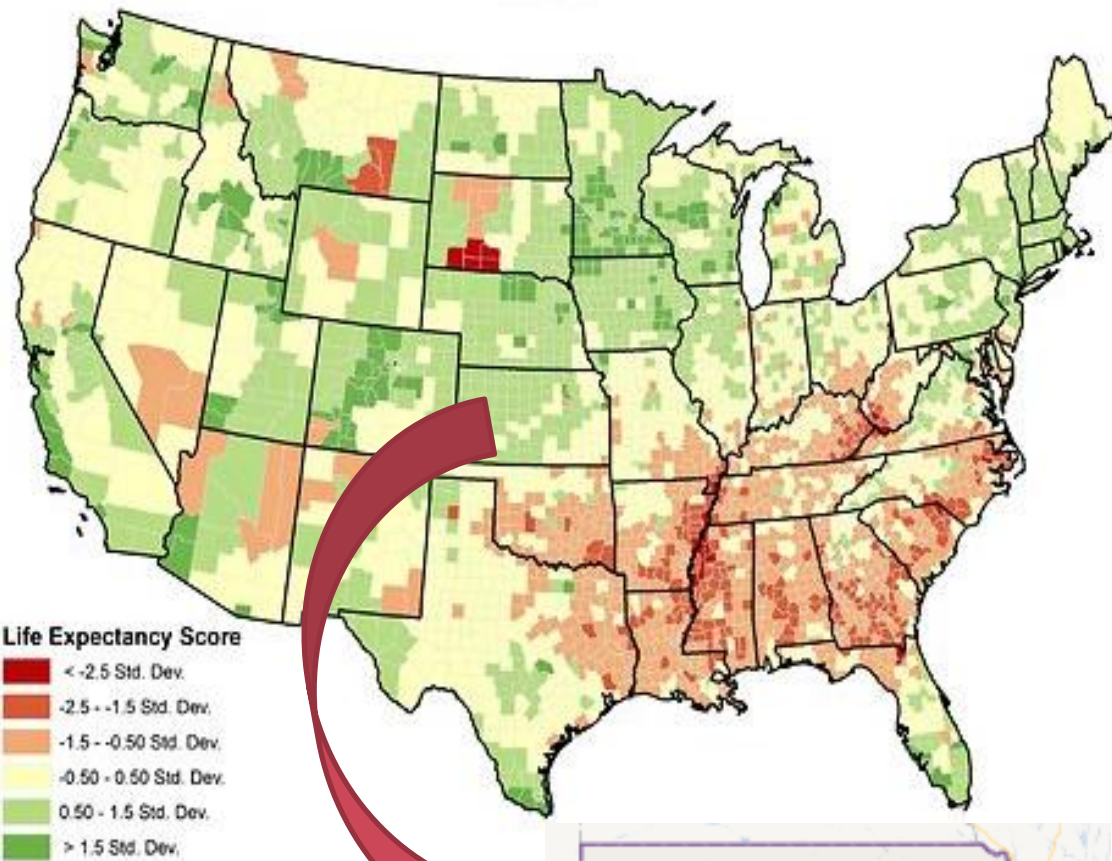 Life Expectancy Score
< -2.5 Std. Dev.
-2.5 - -1.5 Std. Dev.
-1.5 - -0.50 Std. Dev.
-0.50 - 0.50 Std. Dev.
0.50 - 1.5 Std. Dev.
> 1.5 Std. Dev.